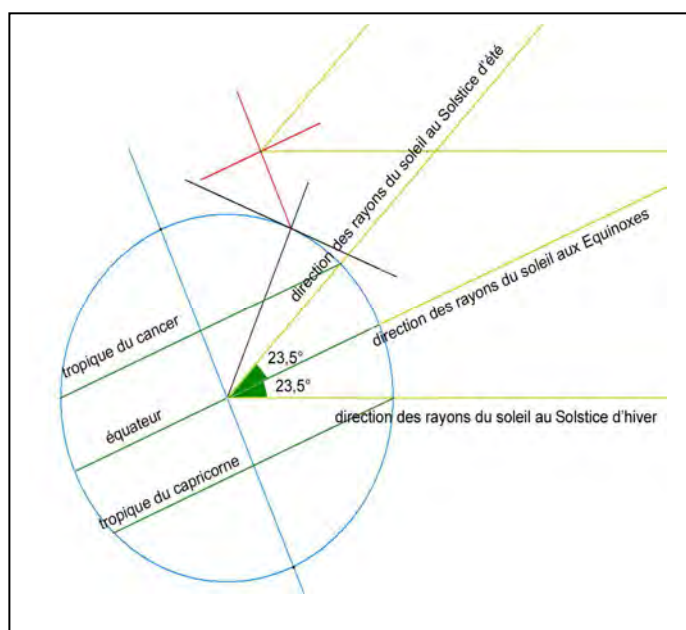 direction des rayons du soleil au Solstice d'été
direction des rayons du soleil aux Equinoxes
tropique du cancer
23,5°
23,5°
équateur
direction des rayons du soleil au Solstice d'hiver
tropique du capricorne